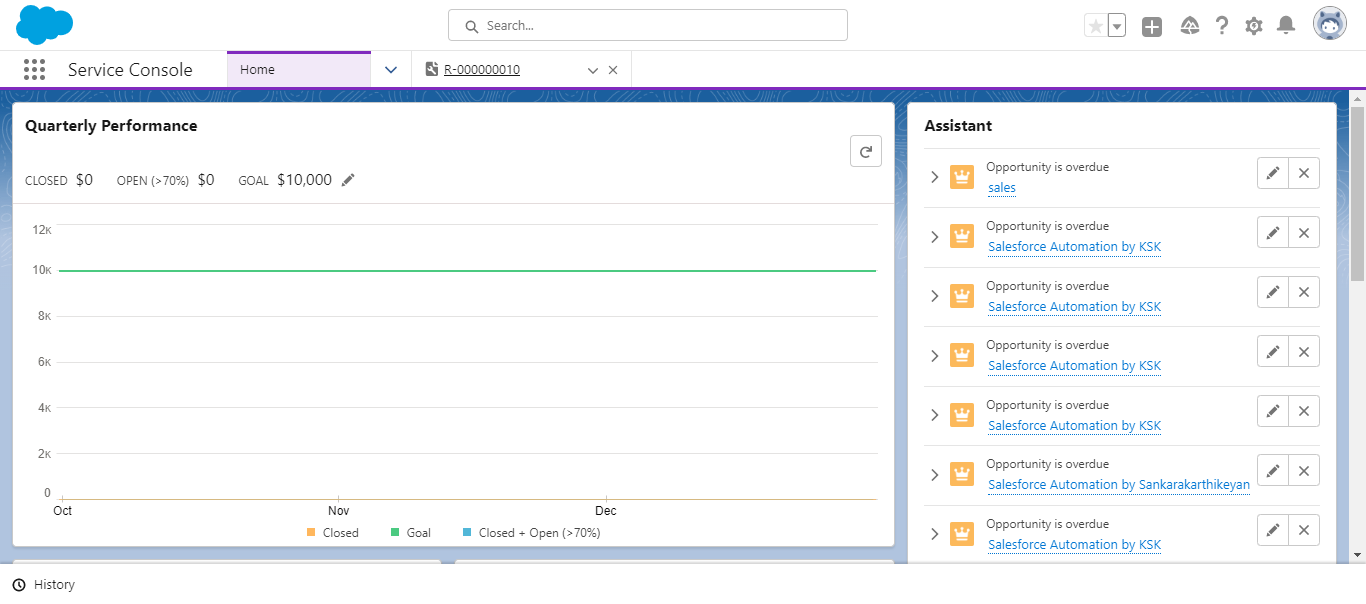 Search...
Service Console
Home
R-000000010
Quarterly Performance
CLOSED $0 OPEN (>70%) $0 GOAL $10,000
12K
10K
8K
6K
4K
2K
0
Oct Nov Dec
Closed Goal Closed + Open (>70%)
Assistant
Opportunity is overdue
sales
Opportunity is overdue
Salesforce Automation by KSK
Opportunity is overdue
Salesforce Automation by KSK
Opportunity is overdue
Salesforce Automation by KSK
Opportunity is overdue
Salesforce Automation by KSK
Opportunity is overdue
Salesforce Automation by Sankarakarthikeyan
Opportunity is overdue
Salesforce Automation by KSK
History